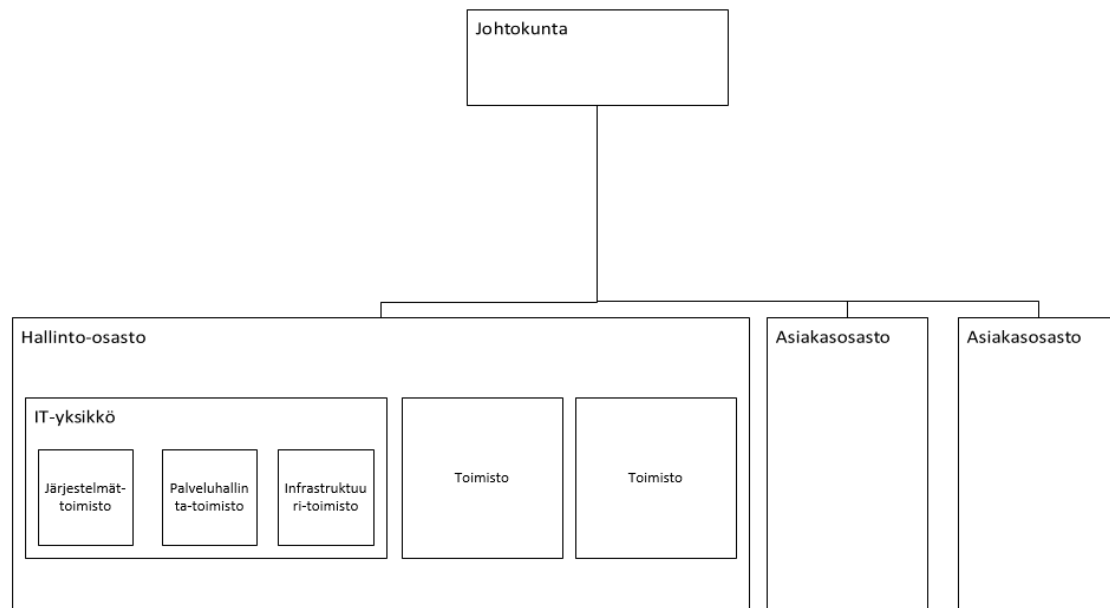 Johtokunta
Hallinto-osasto
Asiakasosasto
Asiakasosasto
IT-yksikkö
Järjestelmät-
toimisto
Palveluhallin
ta-toimisto
Infrastruktuu
ri-toimisto
Toimisto
Toimisto